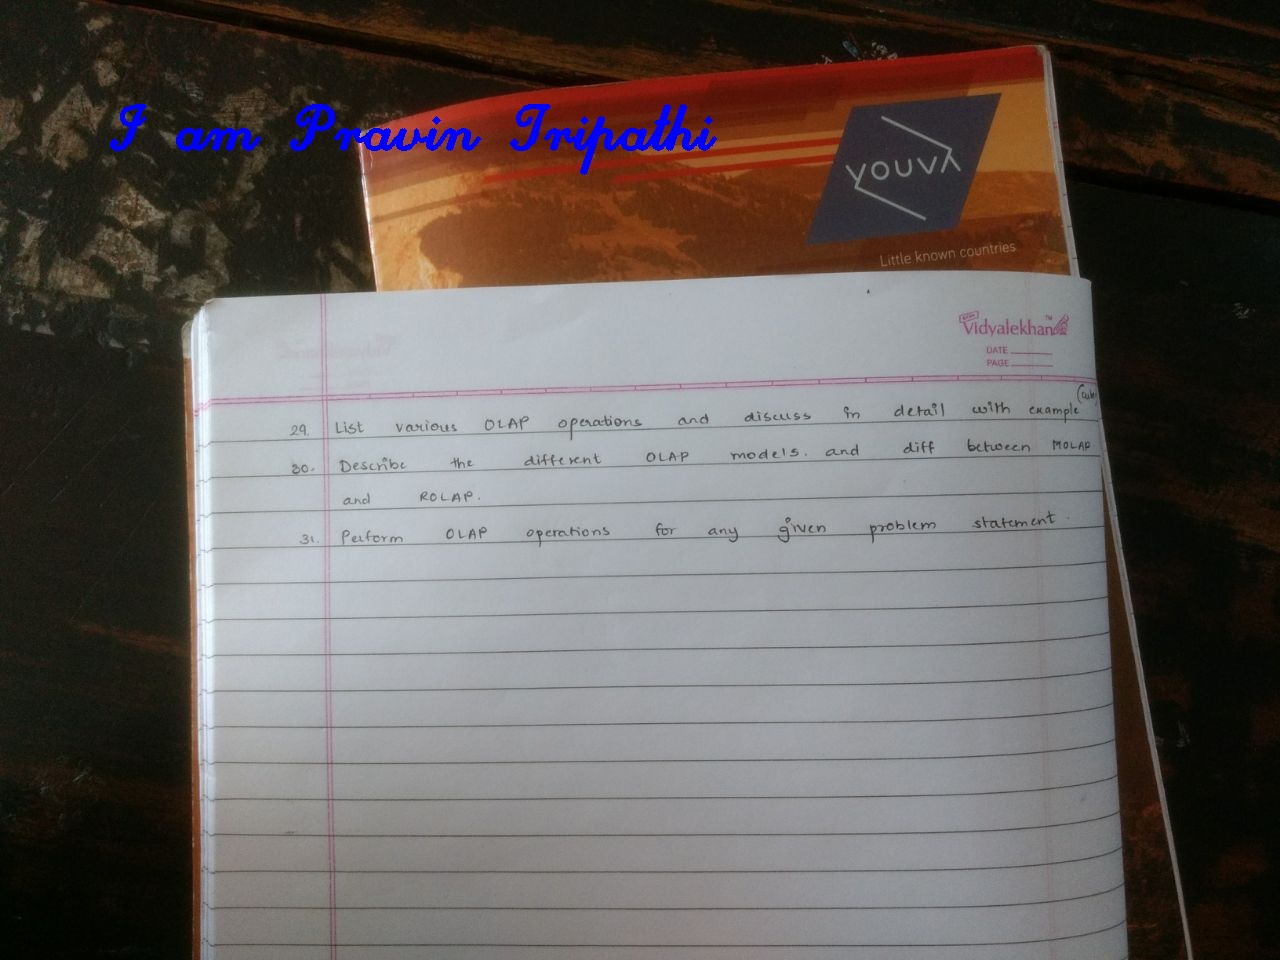 I am Pravin Tripathi
YOUVA
Little known countries
Vidyalekhan
DATE
PAGE
29. List various OLAP operations and discuss in detail with example
30. Describe the different OLAP models. and diff between MOLAP
and ROLAP.
31. Perform OLAP operations for any given problem statement.